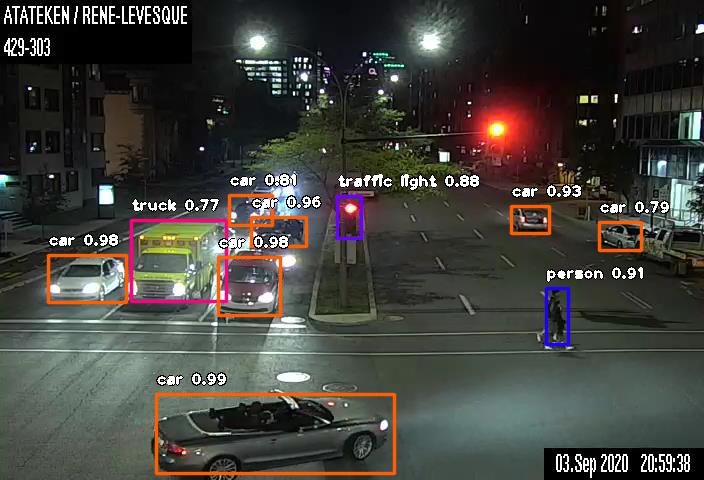 ATATEKEN / RENE-LEVESQUE
429-303
car 0.81
truck 0.77
car 0.96
traffic light 0.88
car 0.93
car 0.79
car 0.98
car 0.98
person 0.91
car 0.99
03.Sep 2020 20:59:38